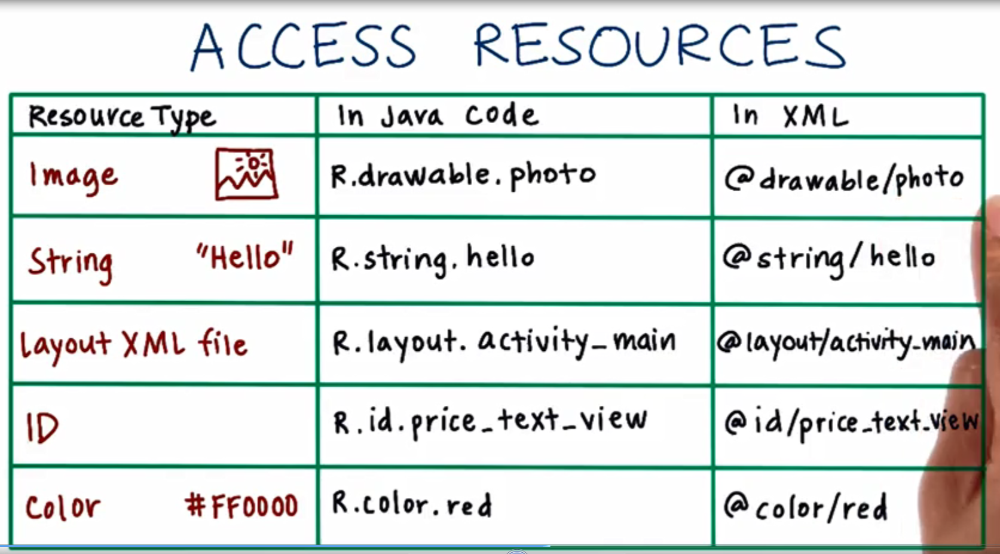 ACCESS RESOURCES
Resource Type In Java Code In XML
Image R.drawable.photo @drawable/photo
String "Hello" R.string.hello @string/hello
Layout XML file R.layout.activity_main @layout/activity_main
ID R.id.price_text_view @id/price_text_view
Color #FF0000 R.color.red @color/red